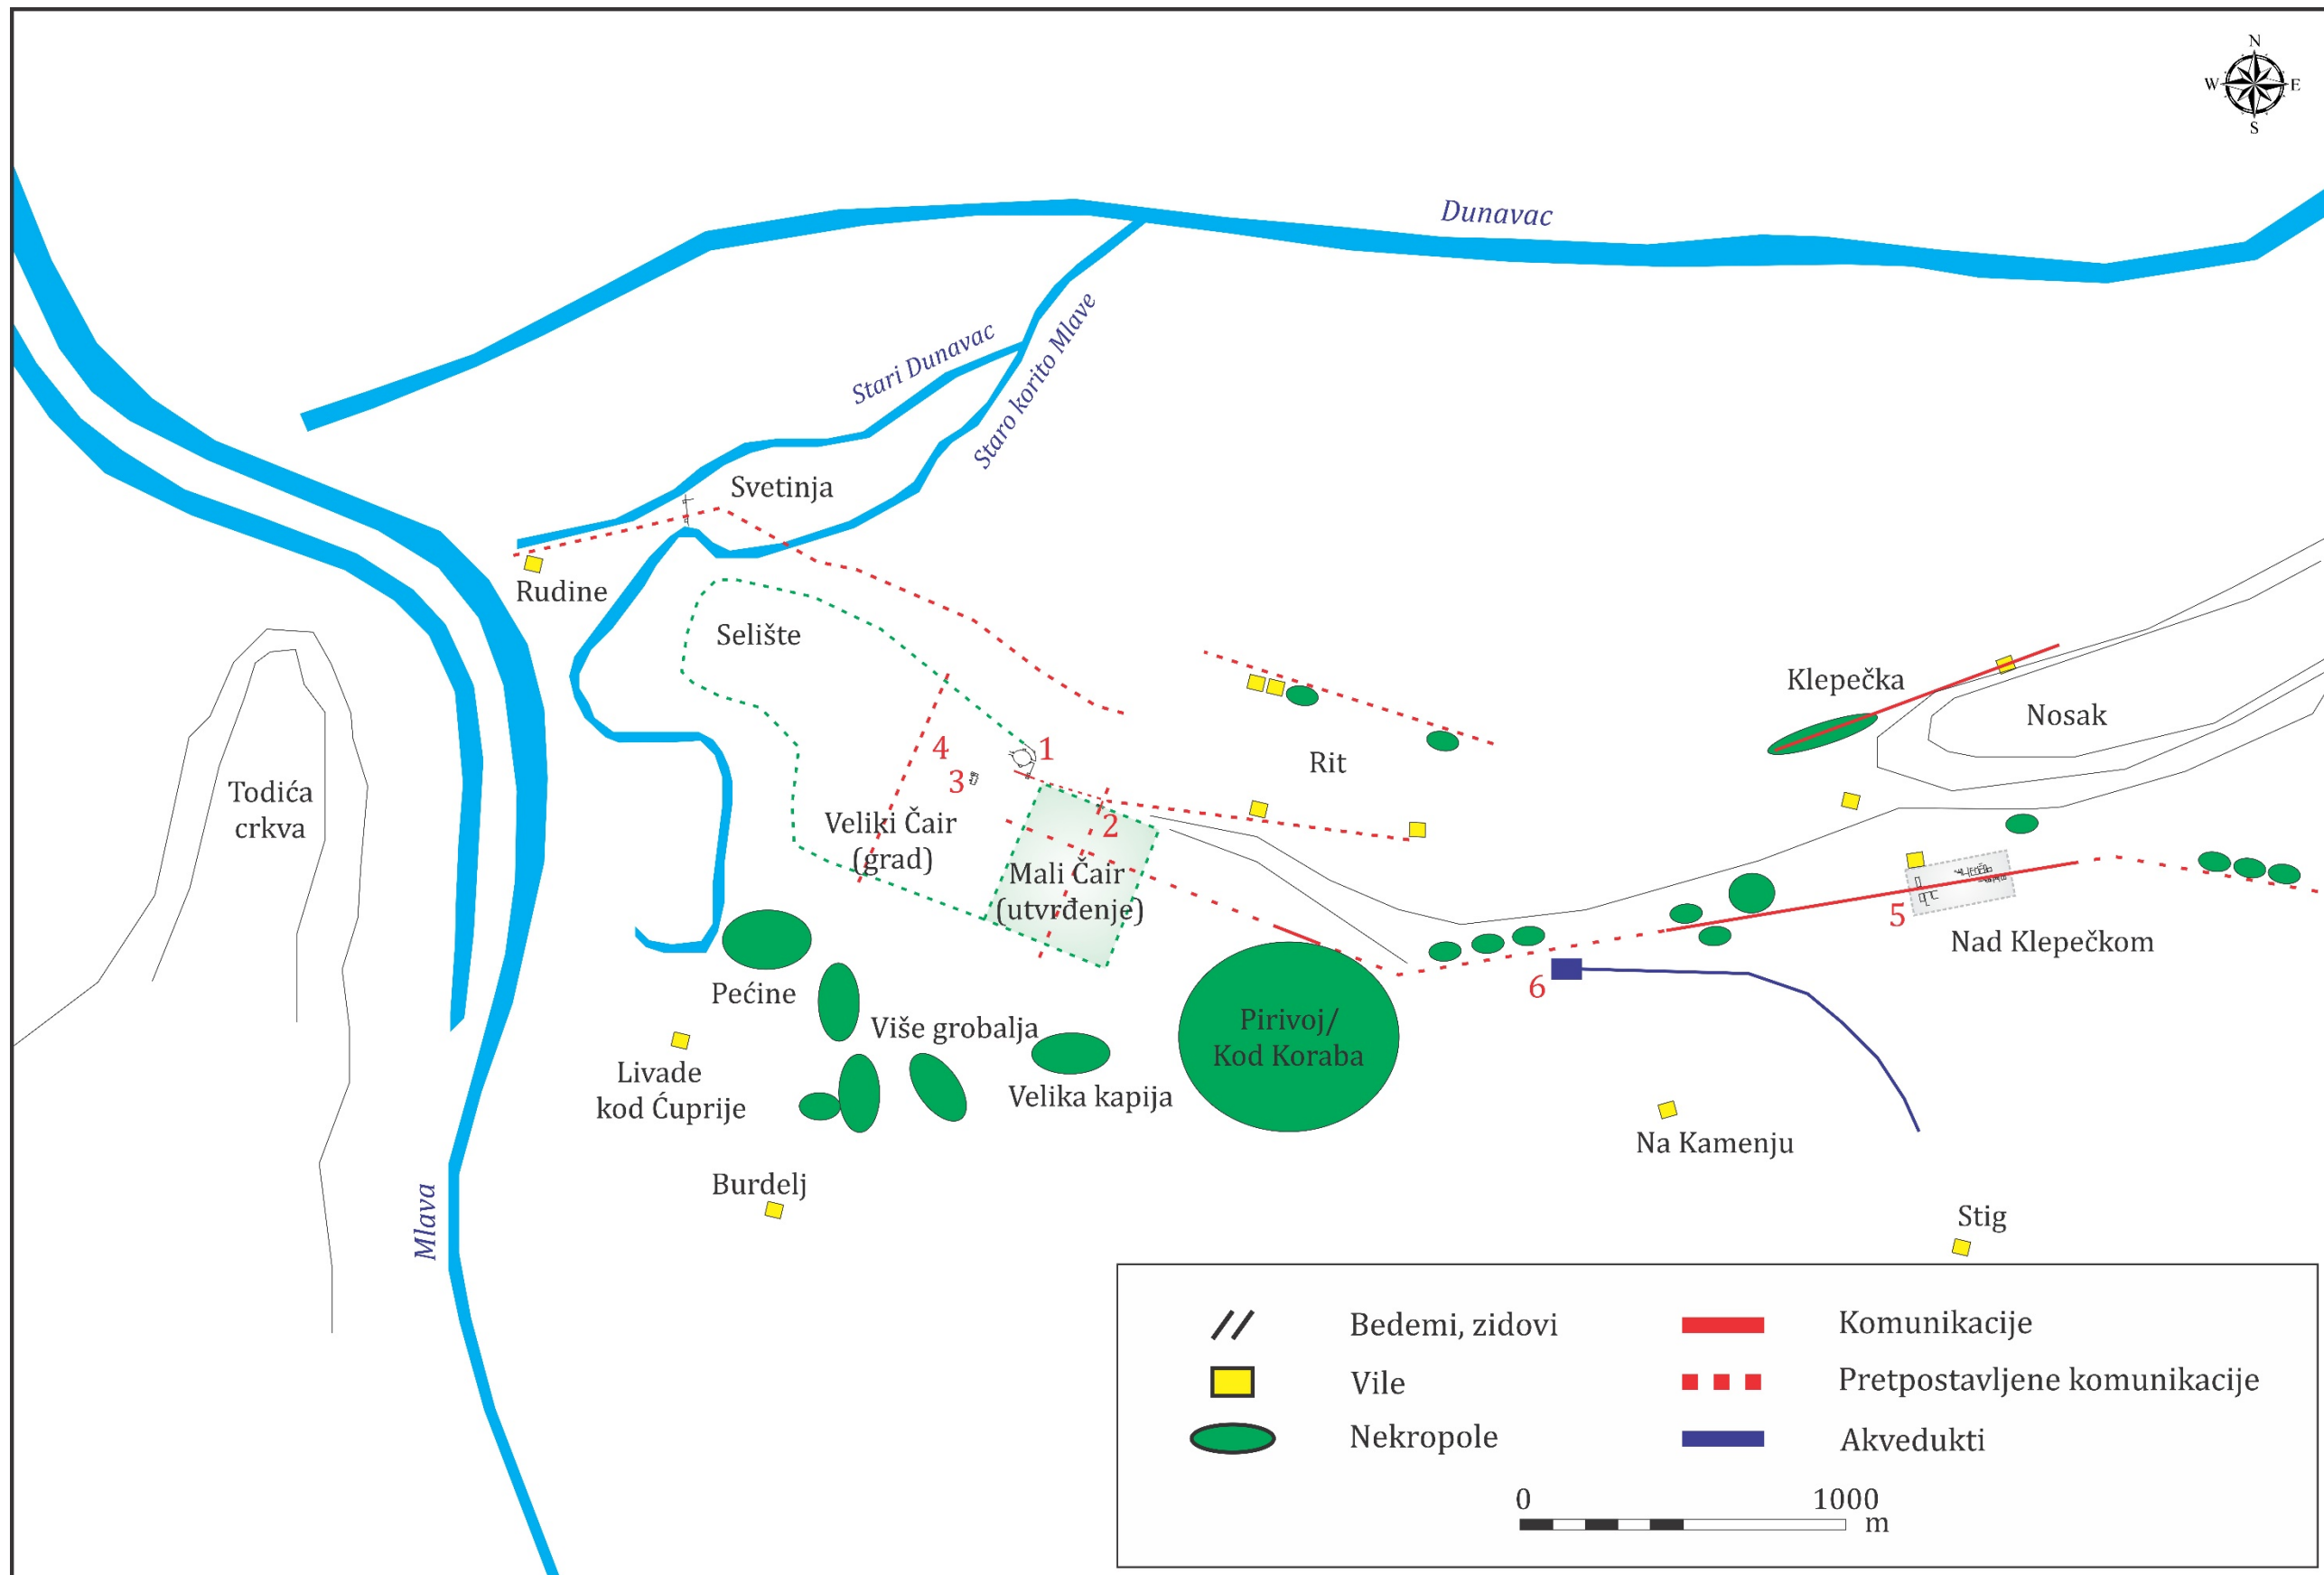 N
W
E
S
Dunavac
Stari Dunavac
Staro korito Mlave
Svetinja
Rudine
Selište
Klepečka
Nosak
4
1
3
Rit
Todića
crkva
Veliki Čair
(grad)
2
Mali Čair
(utvrđenje)
5
Nad Klepečkom
Pećine
6
Više grobalja
Pirivoj/
Kod Koraba
Livade
kod Ćuprije
Velika kapija
Na Kamenju
Burdelj
Mlava
Stig
Bedemi, zidovi
Komunikacije
Vile
Pretpostavljene komunikacije
Nekropole
Akvedukti
0
1000
m